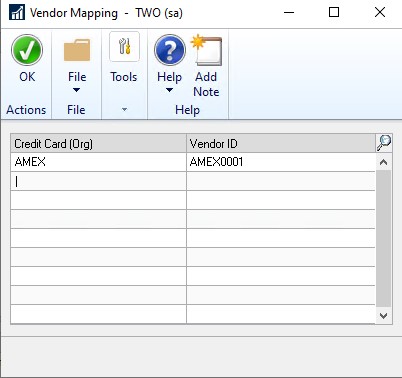 Vendor Mapping  -  TWO (sa)
OK File Tools Help Add Note
Actions File Help
Credit Card (Org) Vendor ID
AMEX AMEX0001